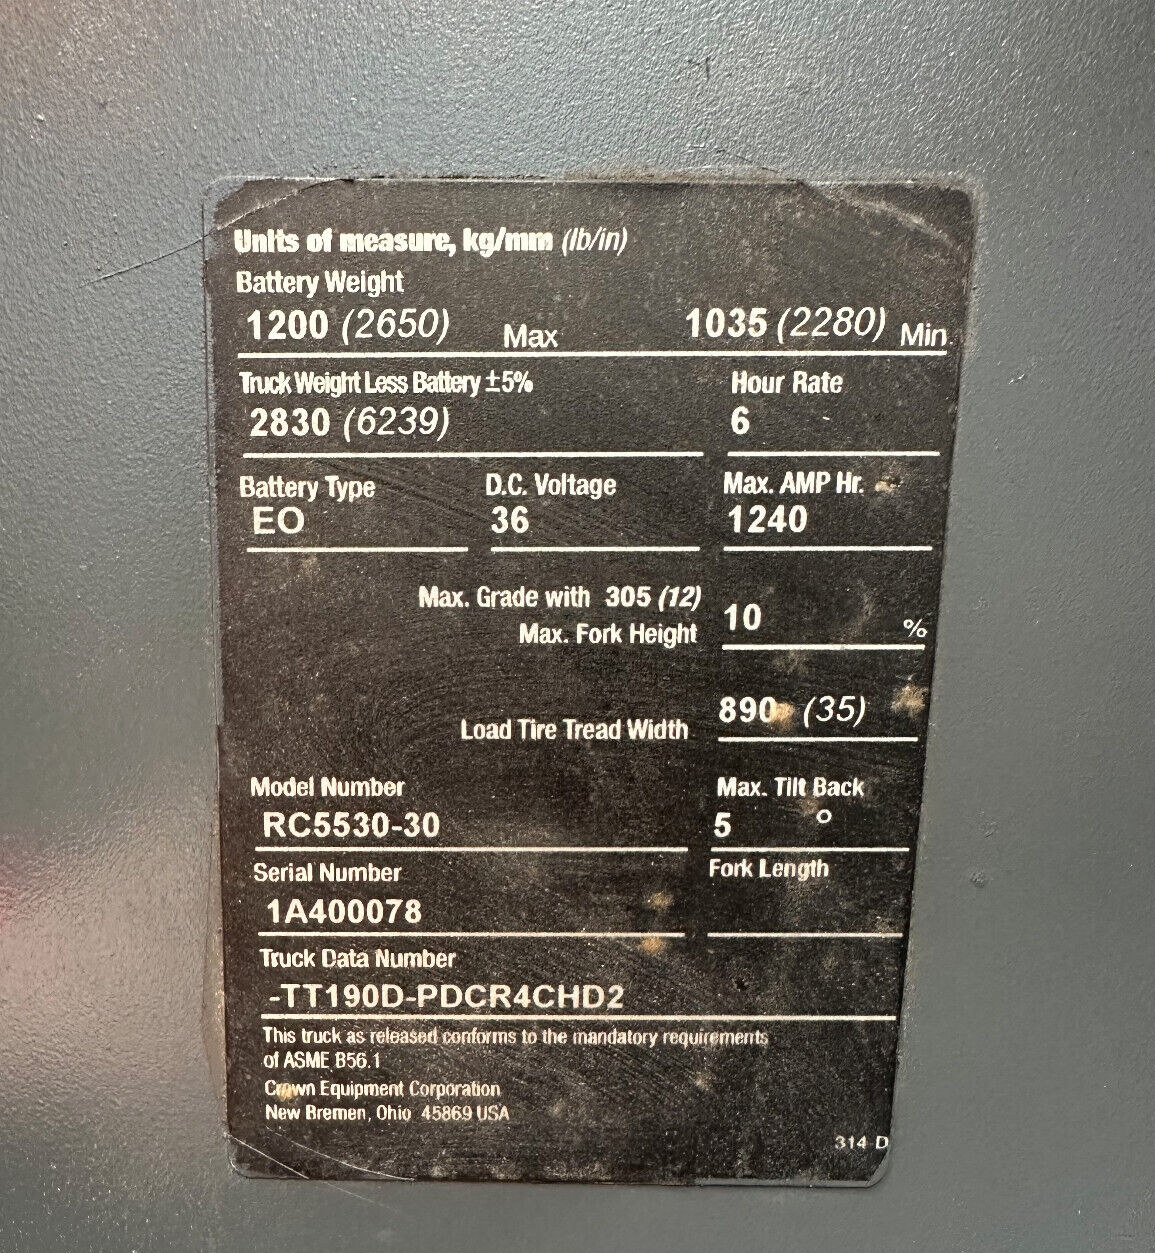 Units of measure, kg/mm (lb/in)
Battery Weight
1200 (2650) Max 1035 (2280) Min.
Truck Weight Less Battery ±5% Hour Rate
2830 (6239) 6
Battery Type D.C. Voltage Max. AMP Hr.
EO 36 1240
Max. Grade with 305 (12)
Max. Fork Height 10 %
Load Tire Tread Width 890 (35)
Model Number Max. Tilt Back
RC5530-30 5 °
Serial Number Fork Length
1A400078
Truck Data Number
-TT190D-PDCR4CHD2
This truck as released conforms to the mandatory requirements
of ASME B56.1
Crown Equipment Corporation
New Bremen, Ohio 45869 USA
314 D